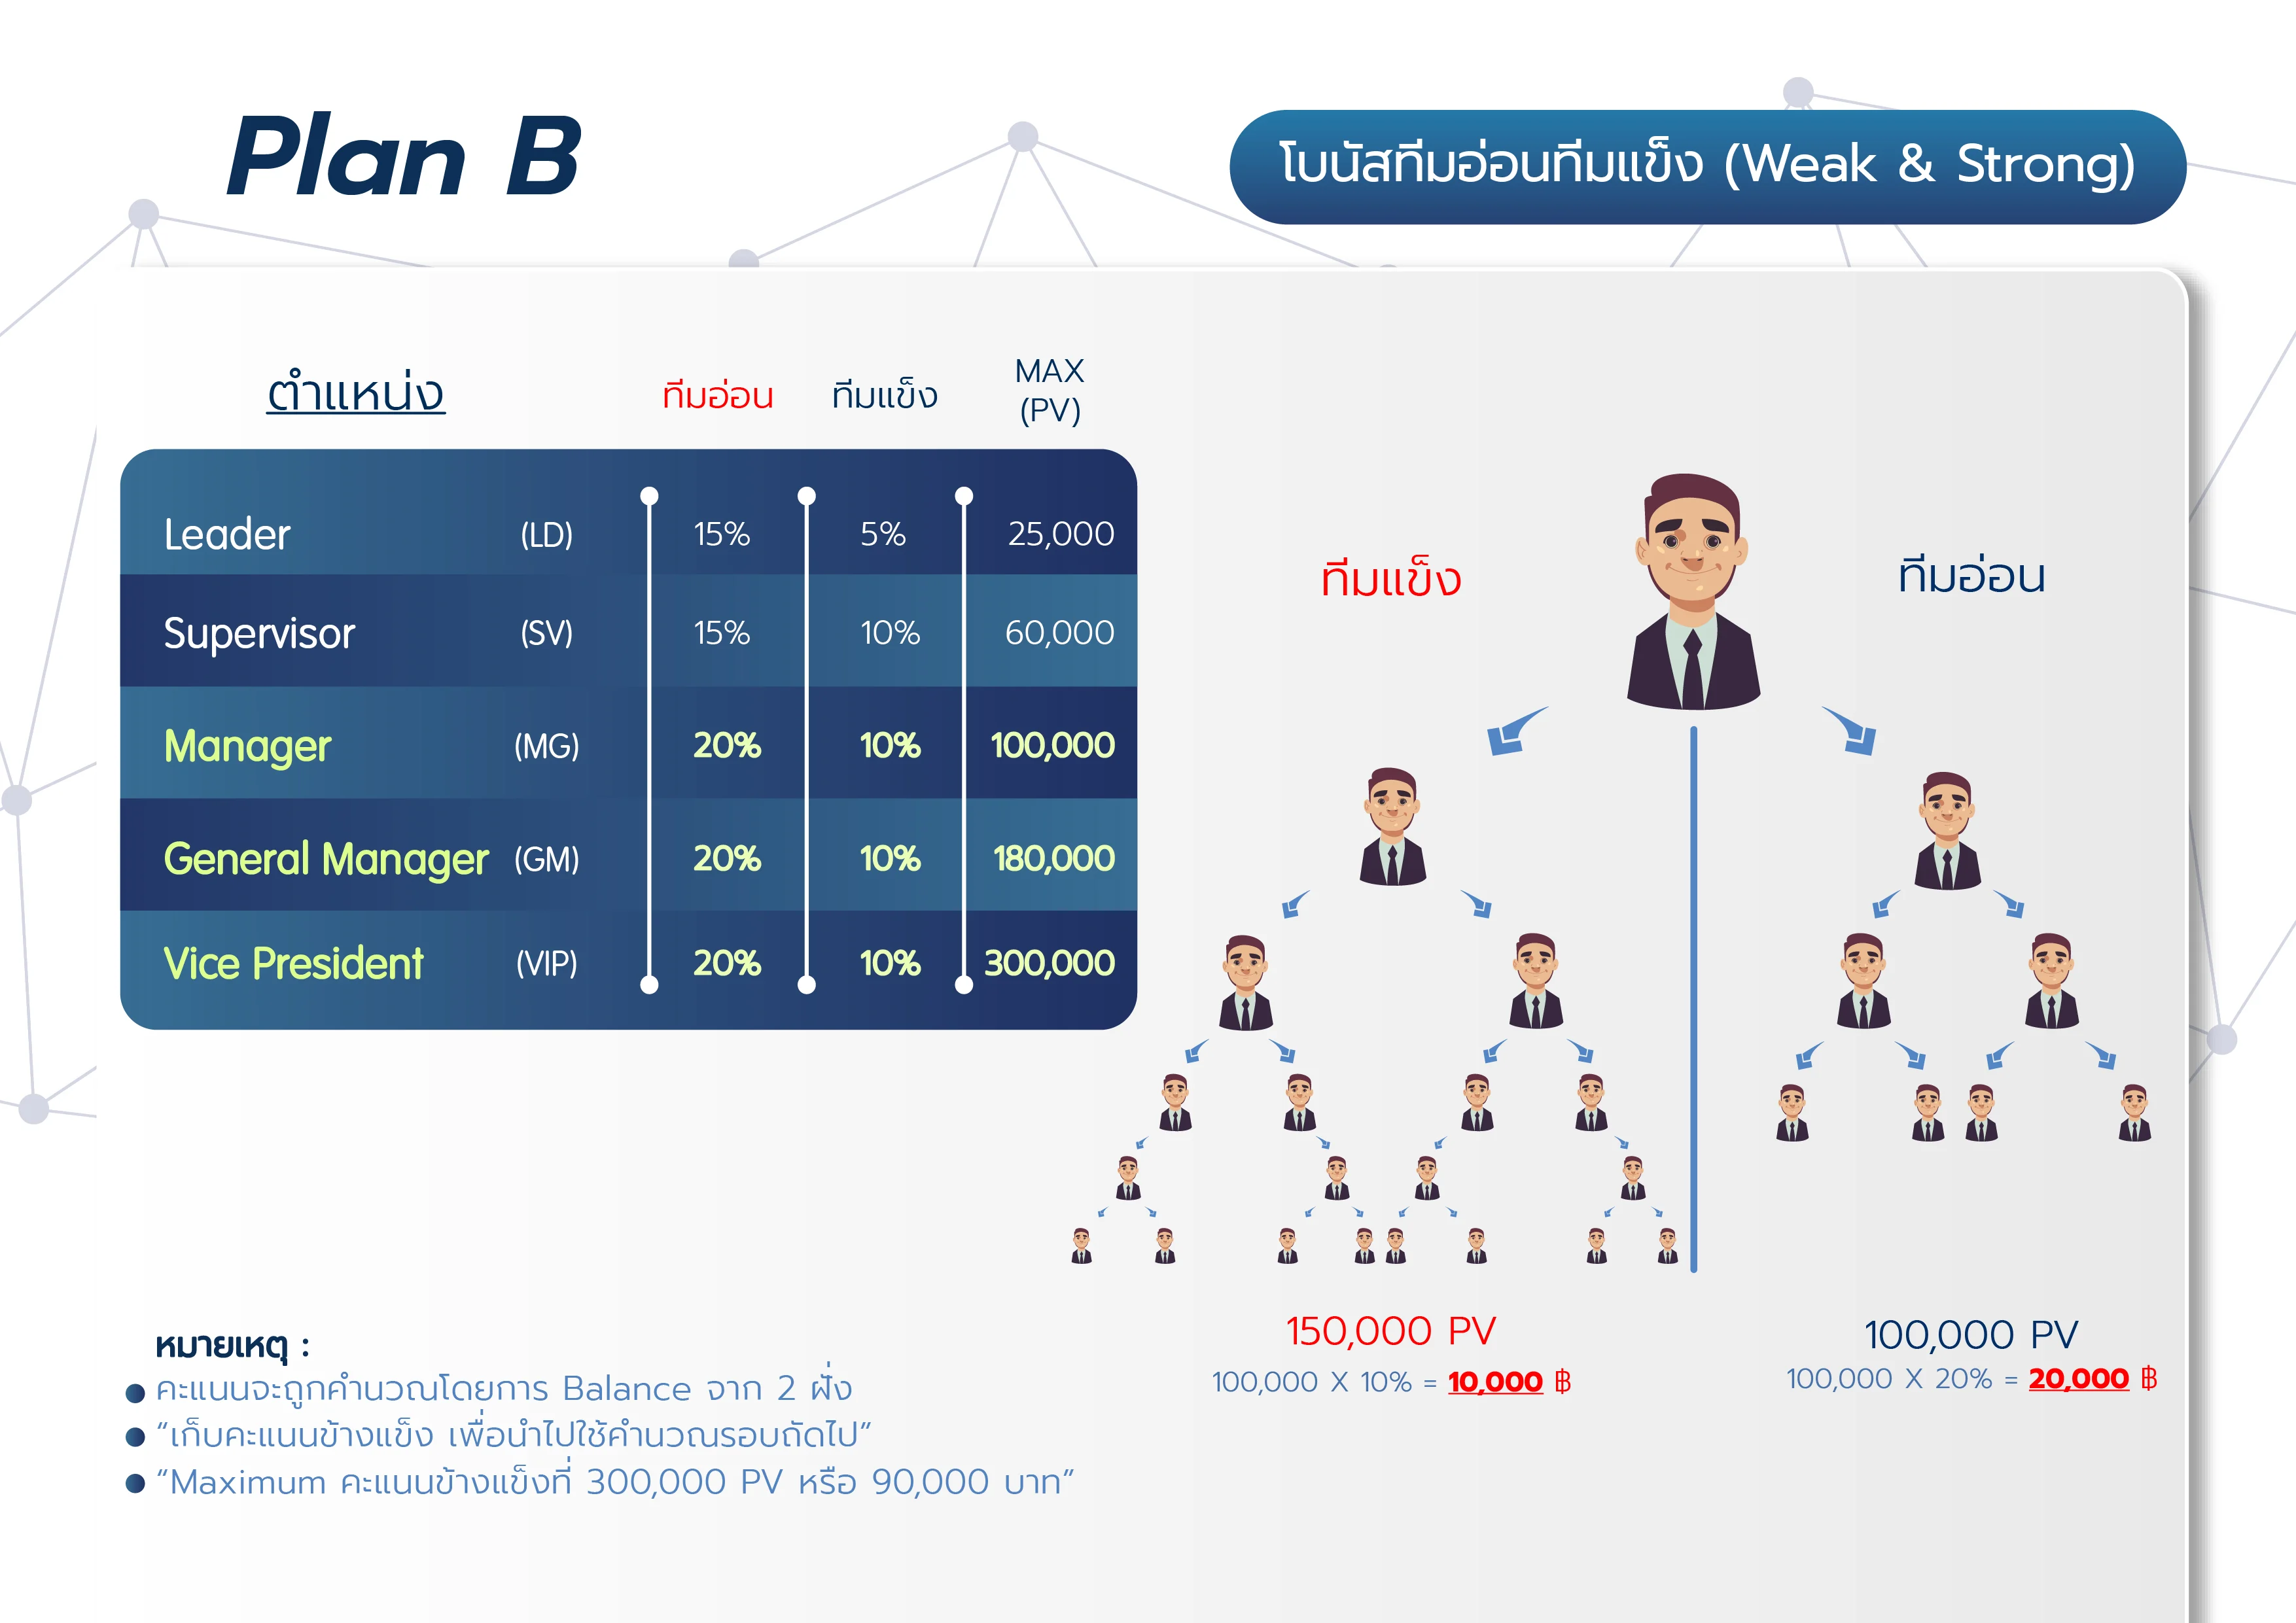 Plan B
โบนัสทีมอ่อนทีมแข็ง (Weak & Strong)
ตำแหน่ง ทีมอ่อน ทีมแข็ง MAX (PV)
Leader (LD) 15% 5% 25,000
Supervisor (SV) 15% 10% 60,000
Manager (MG) 20% 10% 100,000
General Manager (GM) 20% 10% 180,000
Vice President (VIP) 20% 10% 300,000
ทีมแข็ง
ทีมอ่อน
150,000 PV
100,000 X 10% = 10,000 ฿
100,000 PV
100,000 X 20% = 20,000 ฿
หมายเหตุ :
คะแนนจะถูกคำนวณโดยการ Balance จาก 2 ฝั่ง
“เก็บคะแนนข้างแข็ง เพื่อนำไปใช้คำนวณรอบถัดไป”
“Maximum คะแนนข้างแข็งที่ 300,000 PV หรือ 90,000 บาท”